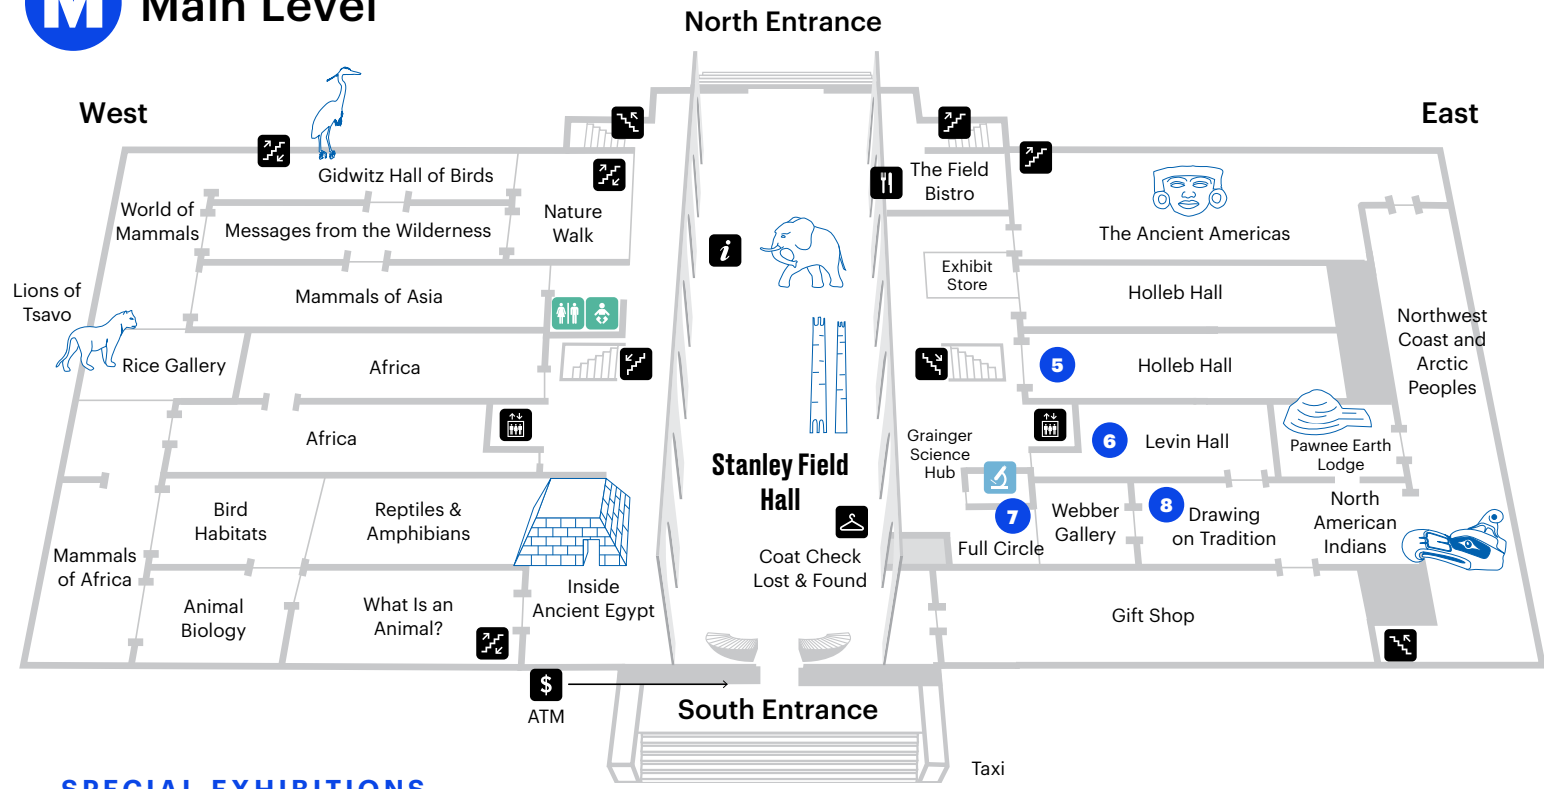 M Main Level
North Entrance
West
East
Gidwitz Hall of Birds
World of
Mammals
Messages from the Wilderness
Nature
Walk
The Field
Bistro
The Ancient Americas
i
Lions of
Tsavo
Mammals of Asia
Exhibit
Store
Holleb Hall
Northwest
Coast and
Arctic
Peoples
Rice Gallery
Africa
5
Holleb Hall
Africa
Grainger
Science
Hub
6
Levin Hall
Pawnee Earth
Lodge
Stanley Field
Hall
Bird
Habitats
Reptiles &
Amphibians
7
Full Circle
Webber
Gallery
8
Drawing
on Tradition
North
American
Indians
Mammals
of Africa
Coat Check
Lost & Found
Inside
Ancient Egypt
Animal
Biology
What Is an
Animal?
Gift Shop
$
ATM
South Entrance
Taxi
SPECIAL EXHIBITIONS